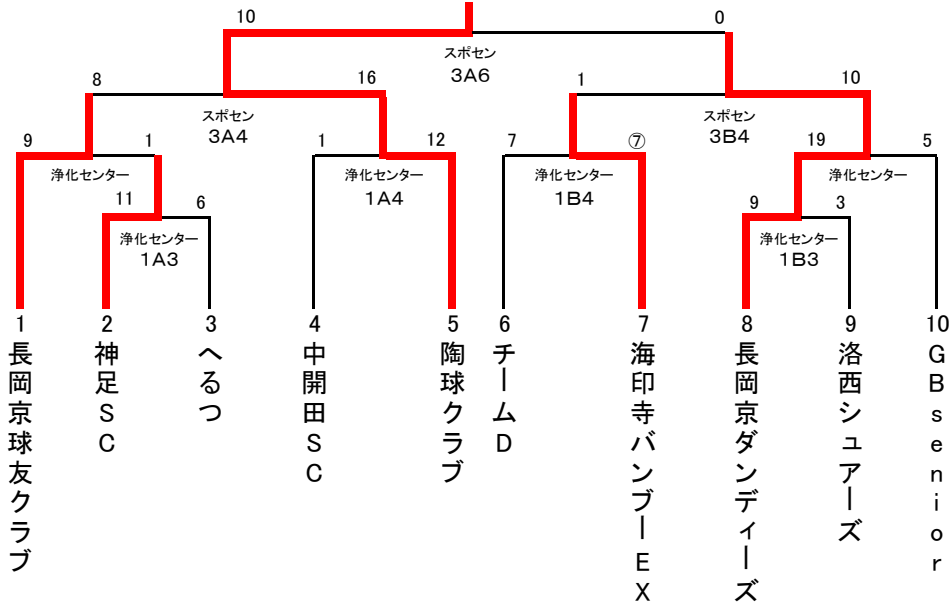 10
0
スポセン
3A6
8
16
1
10
スポセン
3A4
スポセン
3B4
9
1
1
12
7
⑦
19
5
浄化センター
浄化センター
1A4
浄化センター
1B4
浄化センター
11
6
9
3
浄化センター
1A3
浄化センター
1B3
1
2
3
4
5
6
7
8
9
10
長岡京球友クラブ
神足SC
へるつ
中開田SC
陶球クラブ
チームD
海印寺バンブーEX
長岡京ダンディーズ
洛西シュアーズ
GBsenior